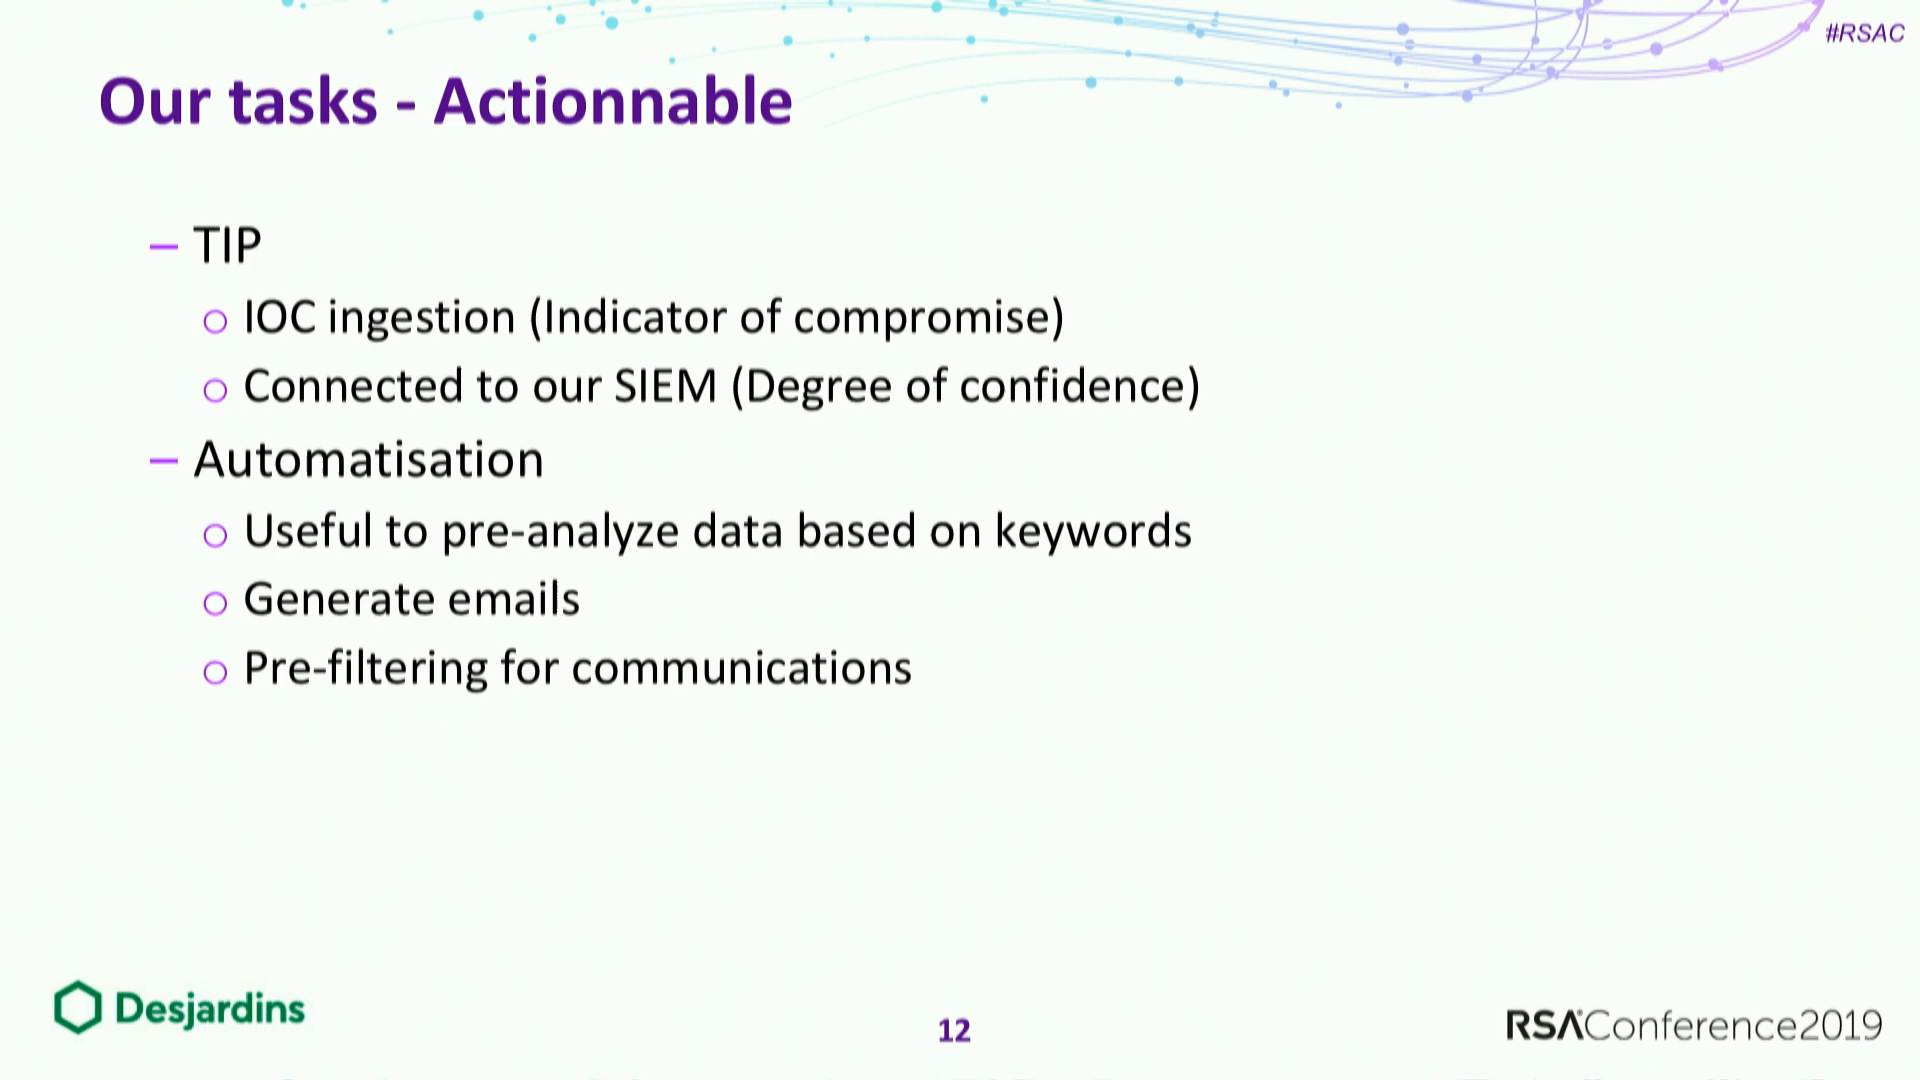 #RSAC
Our tasks - Actionnable
– TIP
o IOC ingestion (Indicator of compromise)
o Connected to our SIEM (Degree of confidence)
– Automatisation
o Useful to pre-analyze data based on keywords
o Generate emails
o Pre-filtering for communications
Desjardins
12
RSAConference2019